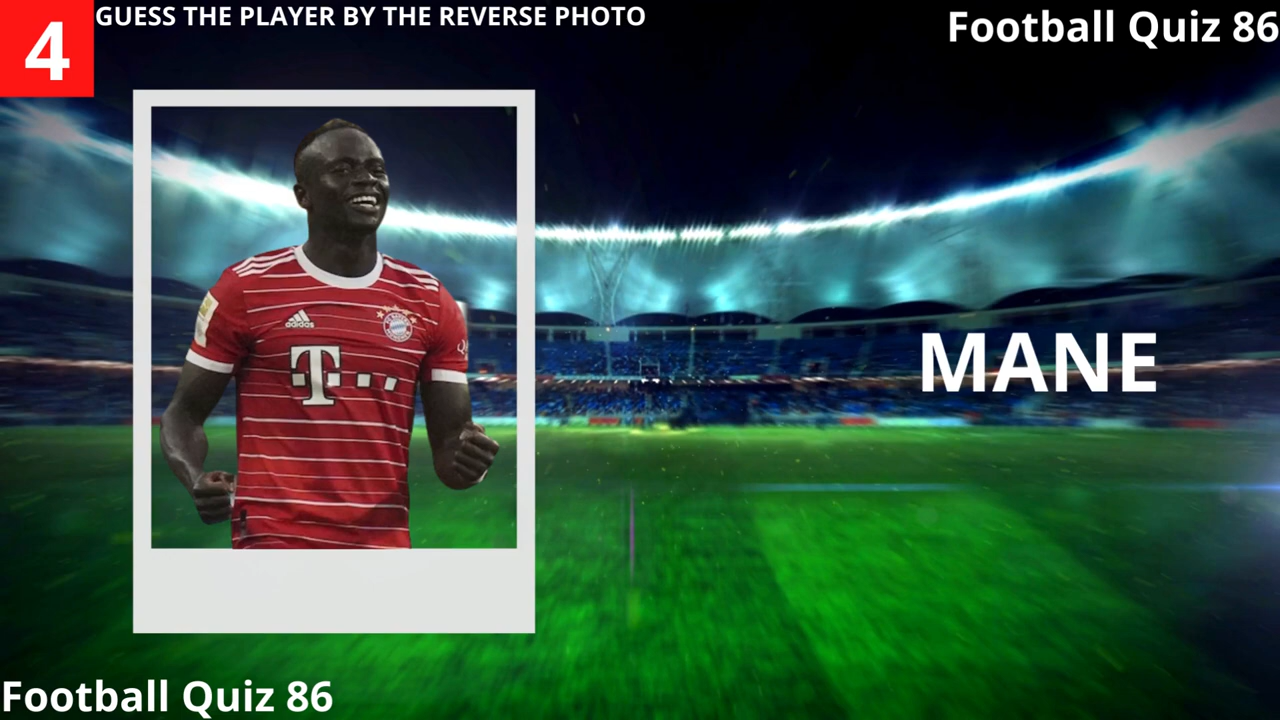 4
GUESS THE PLAYER BY THE REVERSE PHOTO
Football Quiz 86
adidas
T
MANE
Football Quiz 86